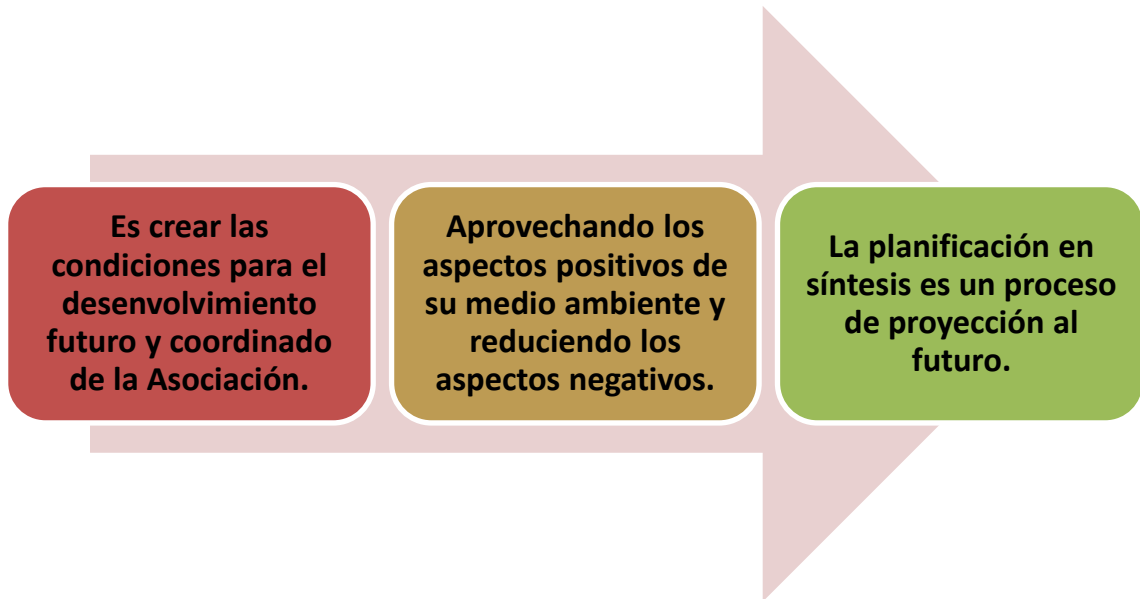 Es crear las
condiciones para el
desenvolvimiento
futuro y coordinado
de la Asociación.
Aprovechando los
aspectos positivos de
su medio ambiente y
reduciendo los
aspectos negativos.
La planificación en
síntesis es un proceso
de proyección al
futuro.